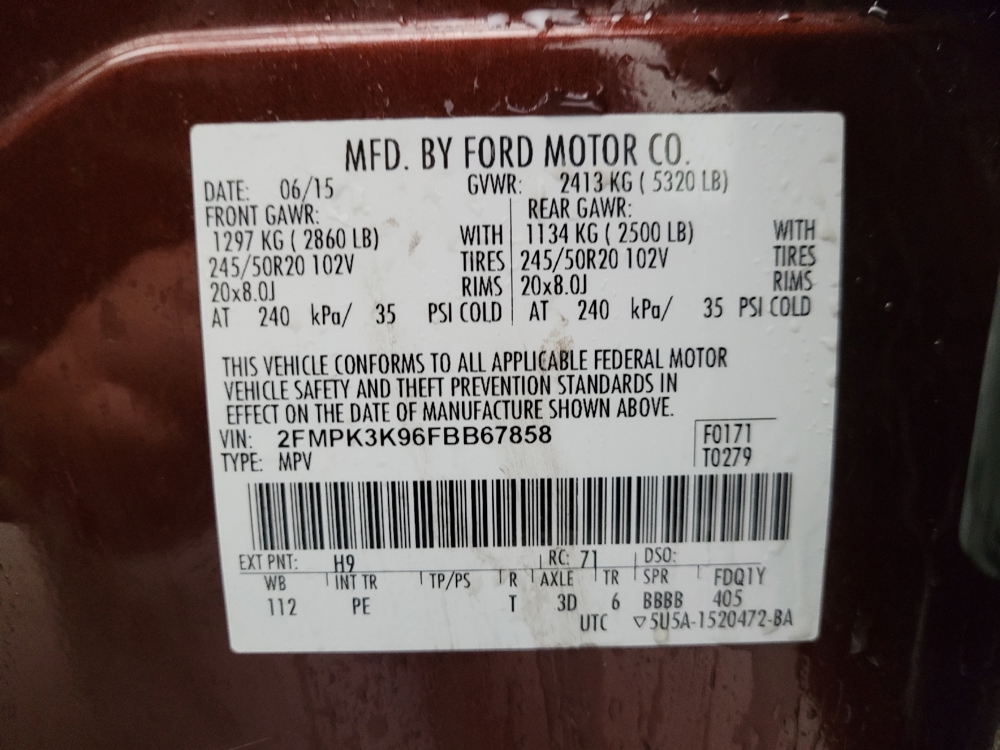 MFD. BY FORD MOTOR CO.
DATE: 06/15 GVWR: 2413 KG ( 5320 LB)
FRONT GAWR: REAR GAWR:
1297 KG ( 2860 LB) WITH 1134 KG ( 2500 LB) WITH
245/50R20 102V TIRES 245/50R20 102V TIRES
20x8.0J RIMS 20x8.0J RIMS
AT 240 kPa/ 35 PSI COLD AT 240 kPa/ 35 PSI COLD
THIS VEHICLE CONFORMS TO ALL APPLICABLE FEDERAL MOTOR
VEHICLE SAFETY AND THEFT PREVENTION STANDARDS IN
EFFECT ON THE DATE OF MANUFACTURE SHOWN ABOVE.
VIN: 2FMPK3K96FBB67858 F0171
TYPE: MPV T0279
EXT PNT: H9 RC: 71 DSO:
WB INT TR TP/PS R AXLE TR SPR FDQ1Y
112 PE T 3D 6 BBBB 405
UTC ▽5U5A-1520472-BA